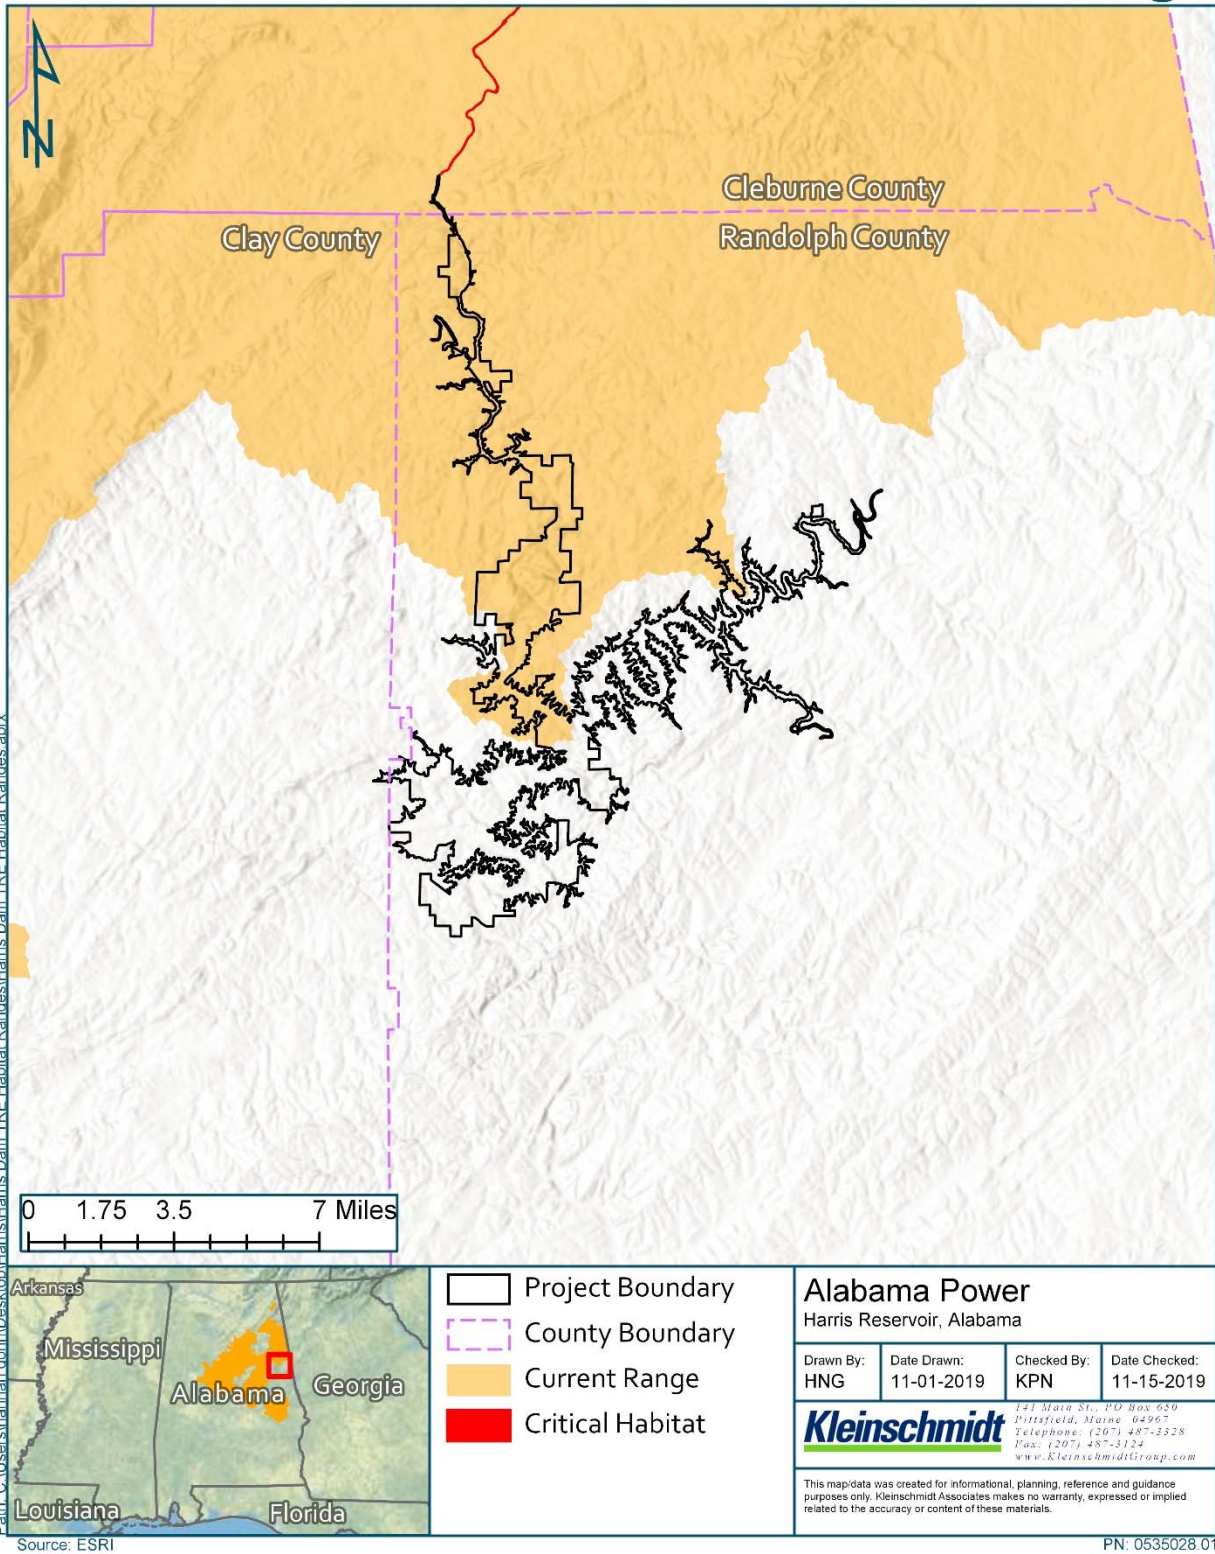 N
Cleburne County
Clay County
Randolph County
0 1.75 3.5 7 Miles
Arkansas
Mississippi
Alabama
Georgia
Louisiana
Florida
Project Boundary
County Boundary
Current Range
Critical Habitat
Alabama Power
Harris Reservoir, Alabama
Drawn By:
HNG
Date Drawn:
11-01-2019
Checked By:
KPN
Date Checked:
11-15-2019
Kleinschmidt
141 Main St., PO Box 650
Pittsfield, Maine 04967
Telephone: (207) 487-3328
Fax: (207) 487-3124
www.KleinschmidtGroup.com
This map/data was created for informational, planning, reference and guidance
purposes only. Kleinschmidt Associates makes no warranty, expressed or implied
related to the accuracy or content of these materials.
Source: ESRI
PN: 0535028.01